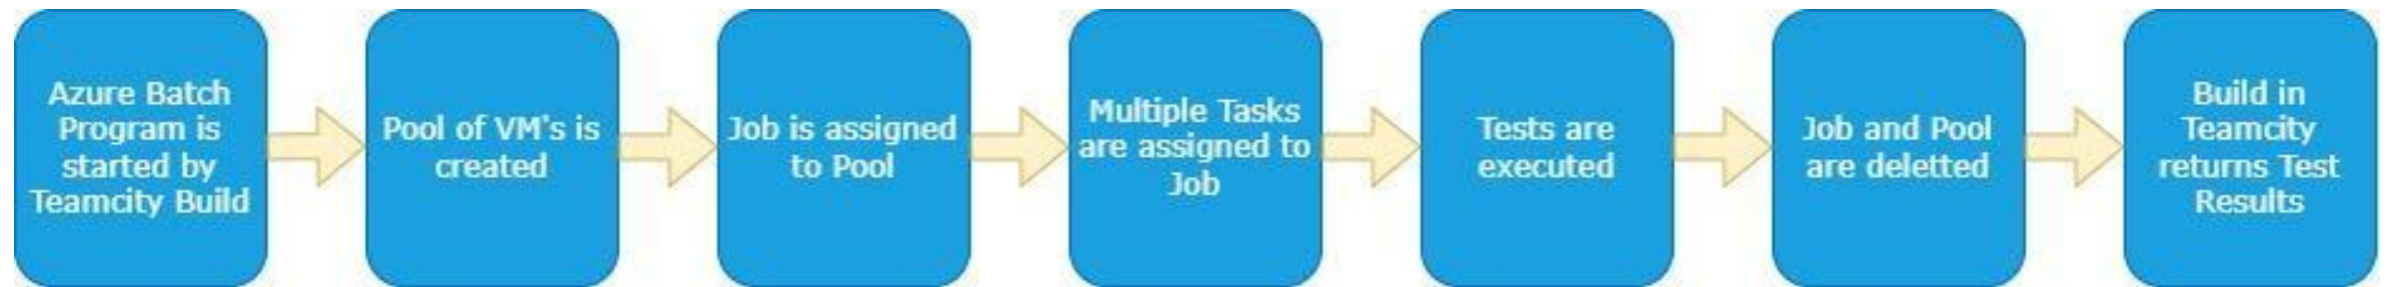 Azure Batch
Program is
started by
Teamcity Build
Pool of VM's is
created
Job is assigned
to Pool
Multiple Tasks
are assigned to
Job
Tests are
executed
Job and Pool
are deletted
Build in
Teamcity
returns Test
Results